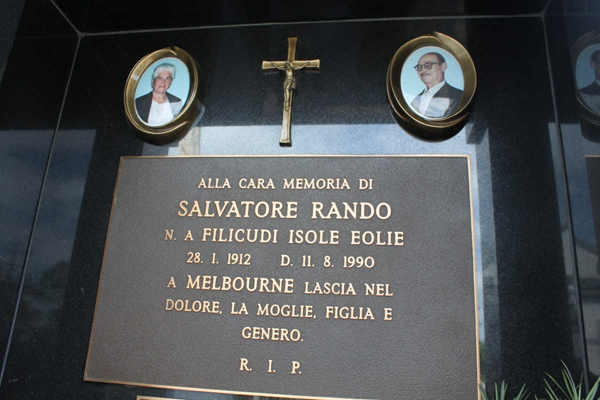 ALLA CARA MEMORIA DI
SALVATORE RANDO
N. A FILICUDI ISOLE EOLIE
28. 1. 1912 D. 11. 8. 1990
A MELBOURNE LASCIA NEL
DOLORE, LA MOGLIE, FIGLIA E
GENERO.
R. I. P.